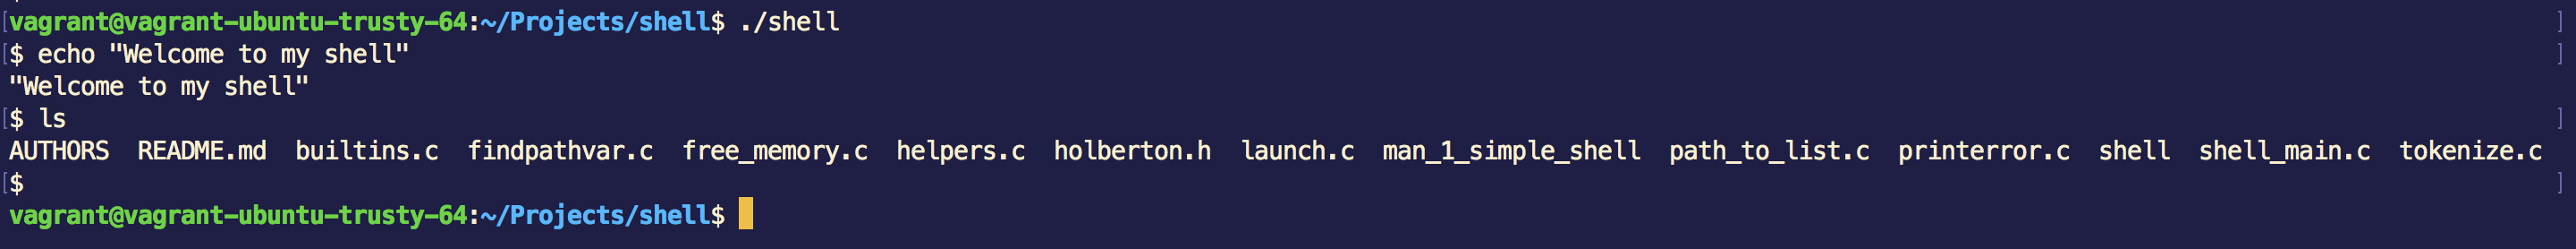 [vagrant@vagrant-ubuntu-trusty-64:~/Projects/shell$ ./shell ]
[$ echo "Welcome to my shell" ]
"Welcome to my shell"
[$ ls ]
AUTHORS  README.md  builtins.c  findpathvar.c  free_memory.c  helpers.c  holberton.h  launch.c  man_1_simple_shell  path_to_list.c  printerror.c  shell  shell_main.c  tokenize.c
[$ ]
vagrant@vagrant-ubuntu-trusty-64:~/Projects/shell$